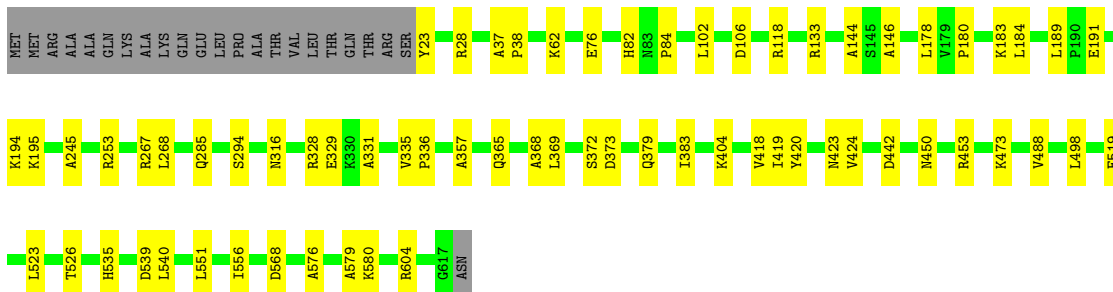 MET MET ARG ALA ALA GLN LYS ALA LYS GLN GLU LEU PRO ALA THR VAL LEU THR GLN THR ARG SER Y23 R28 A37 P38 K62 E76 H82 N83 P84 L102 D106 R118 R133 A144 S145 A146 L178 V179 P180 K183 L184 L189 P190 E191
K194 K195 A245 R253 R267 L268 Q285 S294 N316 R328 E329 K330 A331 V335 P336 A357 Q365 A368 L369 S372 D373 Q379 I383 K404 V418 I419 Y420 N423 V424 D442 N450 R453 K473 V488 L498
L523 T526 H535 D539 L540 L551 I556 D568 A576 A579 K580 R604 G617 ASN